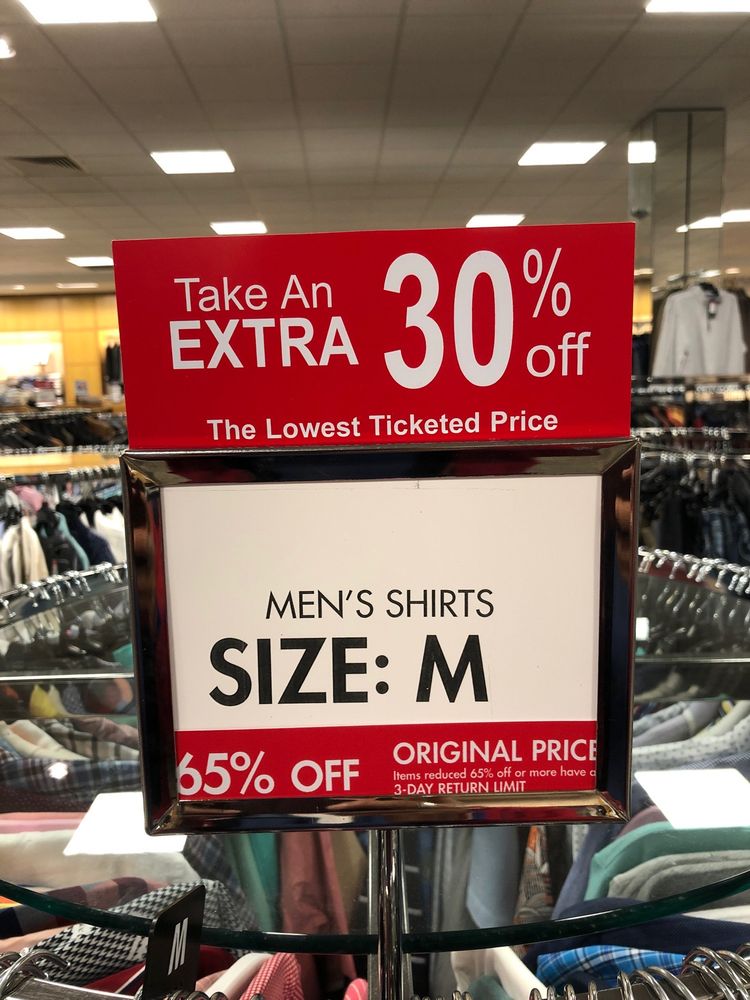 Take An
EXTRA
30%
off
The Lowest Ticketed Price
MEN'S SHIRTS
SIZE: M
65% OFF
ORIGINAL PRICE
Items reduced 65% off or more have a
3-DAY RETURN LIMIT
M